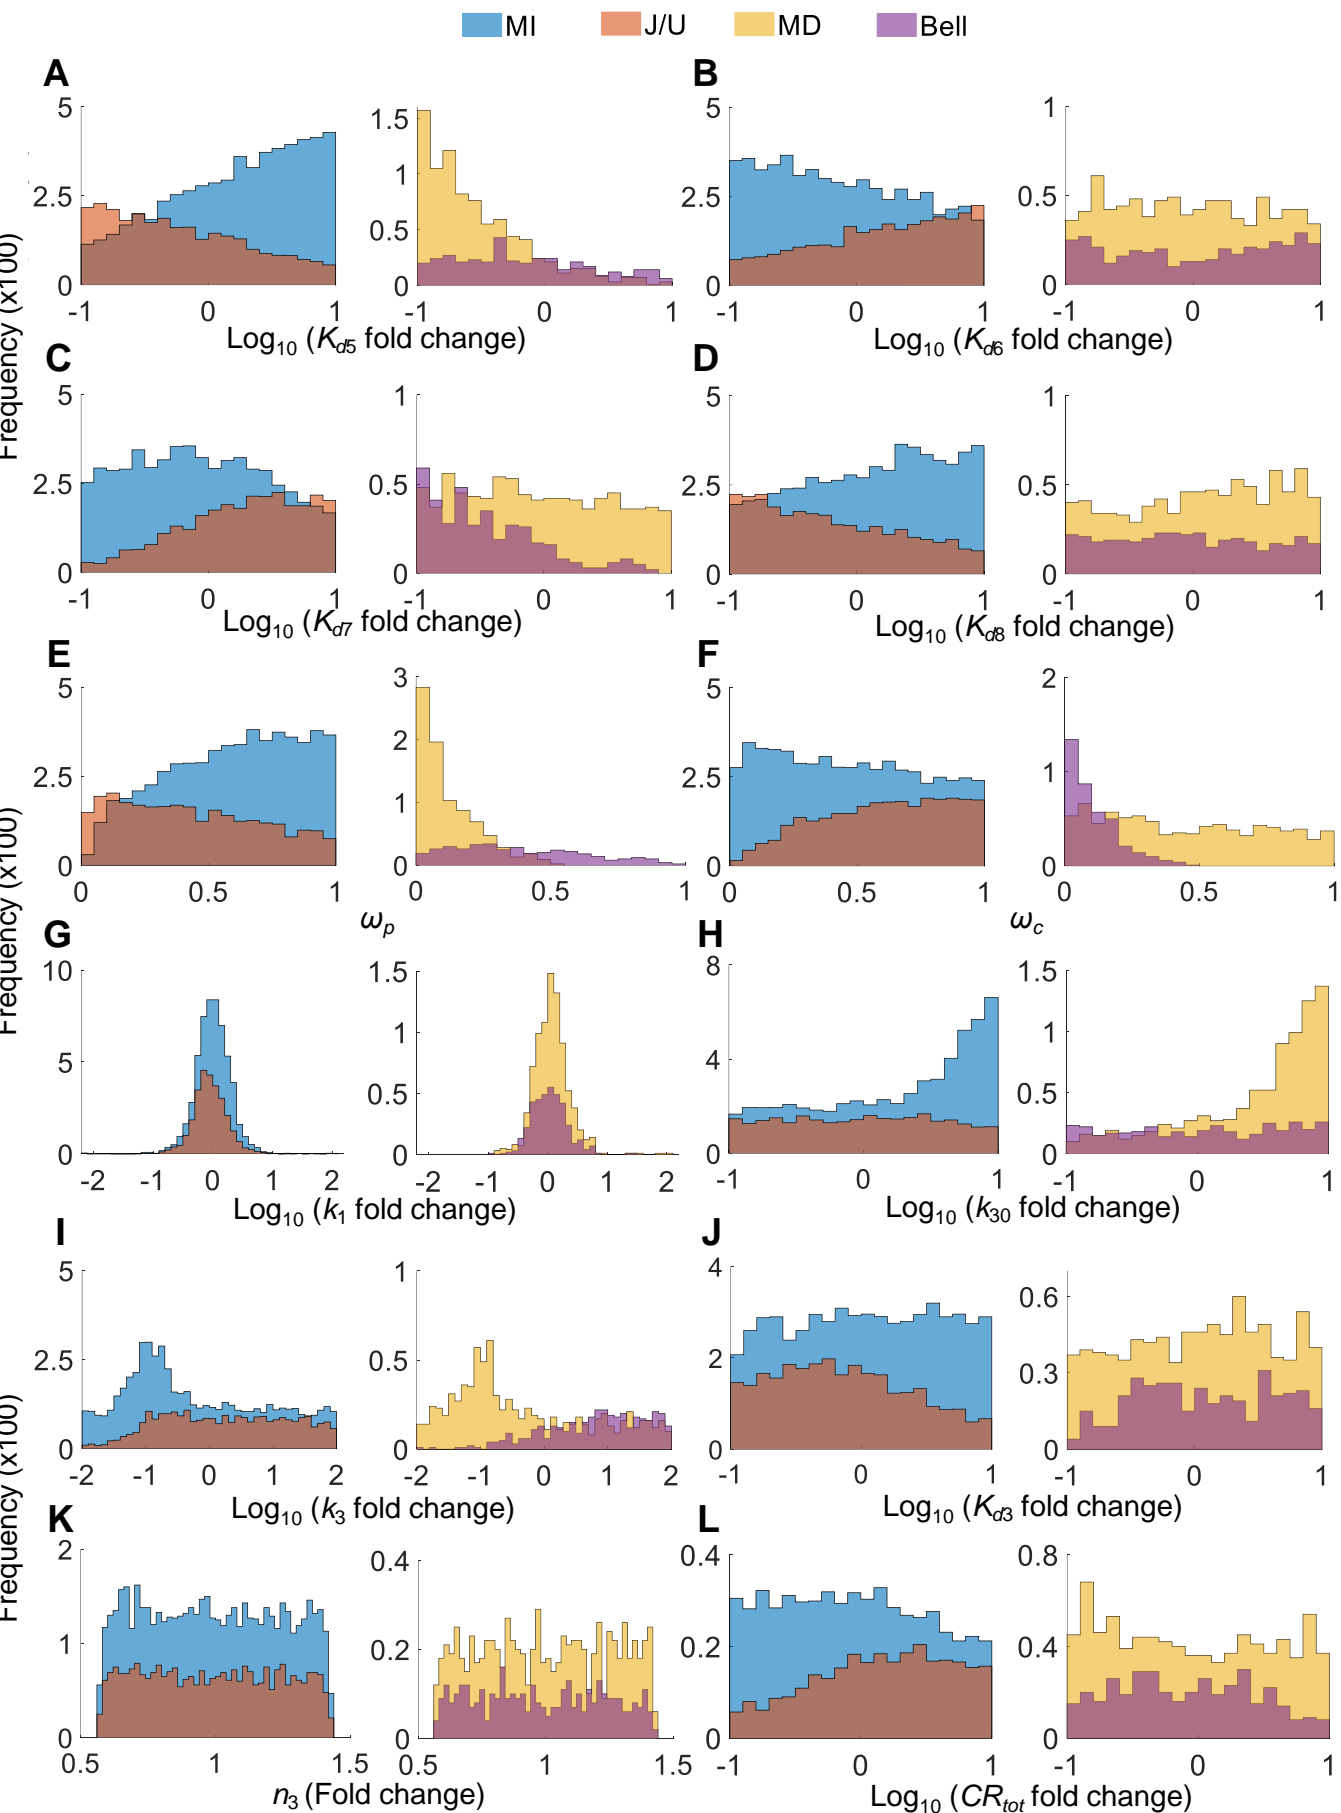 MI J/U MD Bell
A B
5 1.5 1 0.5 0 5 1
2.5 2.5 0.5
0 0 0
-1 0 1 -1 0 1 -1 0 1 -1 0 1
Log10 (Kd5 fold change) Log10 (Kd6 fold change)
Frequency (x100)
C D
5 1 5 1
2.5 0.5 2.5 0.5
0 0 0 0
-1 0 1 -1 0 1 -1 0 1 -1 0 1
Log10 (Kd7 fold change) Log10 (Kd8 fold change)
E F
5 3 5 2
2.5 2 1 2.5 1
0 0 0 0
0 0.5 1 0 0.5 1 0 0.5 1 0 0.5 1
ωp ωc
Frequency (x100)
G H
10 1.5 8 1.5
5 1 0.5 4 1 0.5
0 0 0 0
-2 -1 0 1 2 -2 -1 0 1 2 -1 0 1 -1 0 1
Log10 (k1 fold change) Log10 (k30 fold change)
I J
5 1 4 0.6
2.5 0.5 2 0.3
0 0 0 0
-2 -1 0 1 2 -2 -1 0 1 2 -1 0 1 -1 0 1
Log10 (k3 fold change) Log10 (Kd3 fold change)
Frequency (x100)
K L
2 0.4 0.4 0.8
1 0.2 0.2 0.4
0 0 0 0
0.5 1 1.5 0.5 1 1.5 -1 0 1 -1 0 1
n3 (Fold change) Log10 (CRtot fold change)